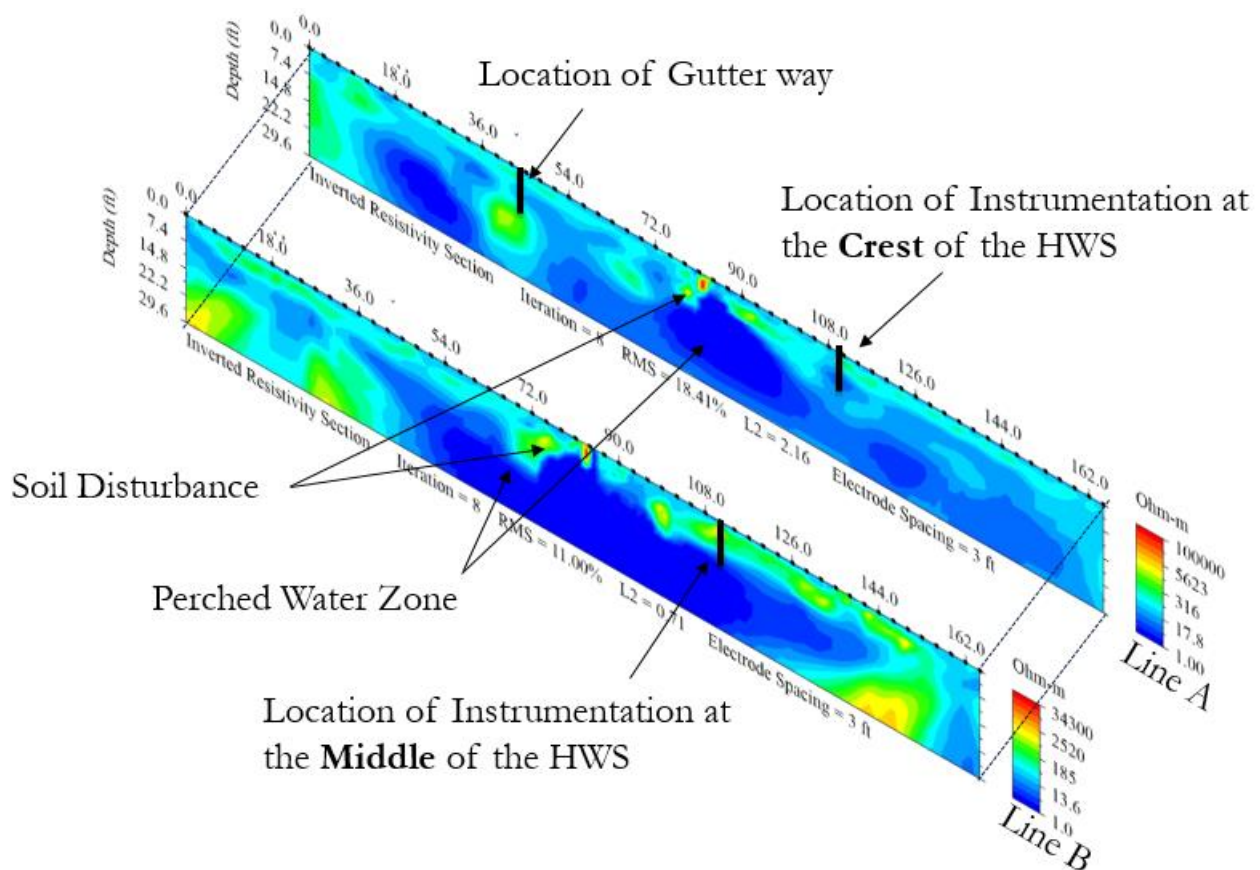 Depth (ft)
0.0
7.4
14.8
22.2
29.6
0.0
18.0
36.0
54.0
72.0
90.0
108.0
126.0
144.0
162.0
Location of Gutter way
Location of Instrumentation at
the Crest of the HWS
Inverted Resistivity Section
Iteration = 8
RMS = 18.41%
L2 = 2.16
Electrode Spacing = 3 ft
Ohm-m
100000
5623
316
17.8
1.00
Line A
Depth (ft)
0.0
7.4
14.8
22.2
29.6
0.0
18.0
36.0
54.0
72.0
90.0
108.0
126.0
144.0
162.0
Inverted Resistivity Section
Iteration = 8
RMS = 11.00%
L2 = 0.71
Electrode Spacing = 3 ft
Soil Disturbance
Perched Water Zone
Location of Instrumentation at
the Middle of the HWS
Ohm-m
34300
2520
185
13.6
1.0
Line B